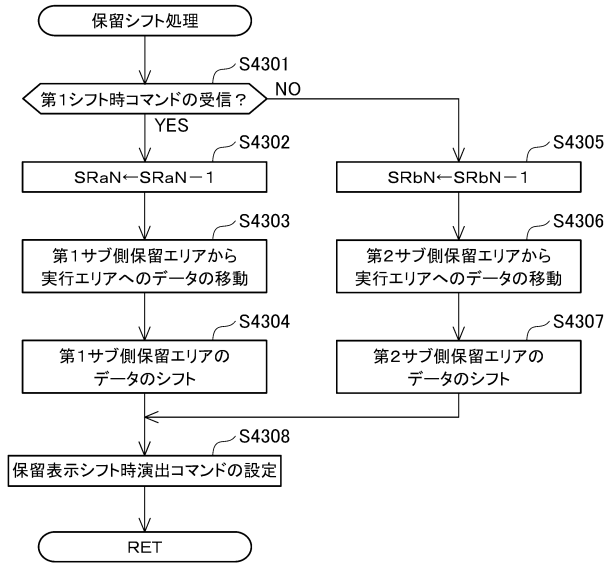 保留シフト処理
S4301
第1シフト時コマンドの受信？
NO
YES
S4302
SRaN←SRaN－1
S4303
第1サブ側保留エリアから
実行エリアへのデータの移動
S4304
第1サブ側保留エリアの
データのシフト
S4305
SRbN←SRbN－1
S4306
第2サブ側保留エリアから
実行エリアへのデータの移動
S4307
第2サブ側保留エリアの
データのシフト
S4308
保留表示シフト時演出コマンドの設定
RET